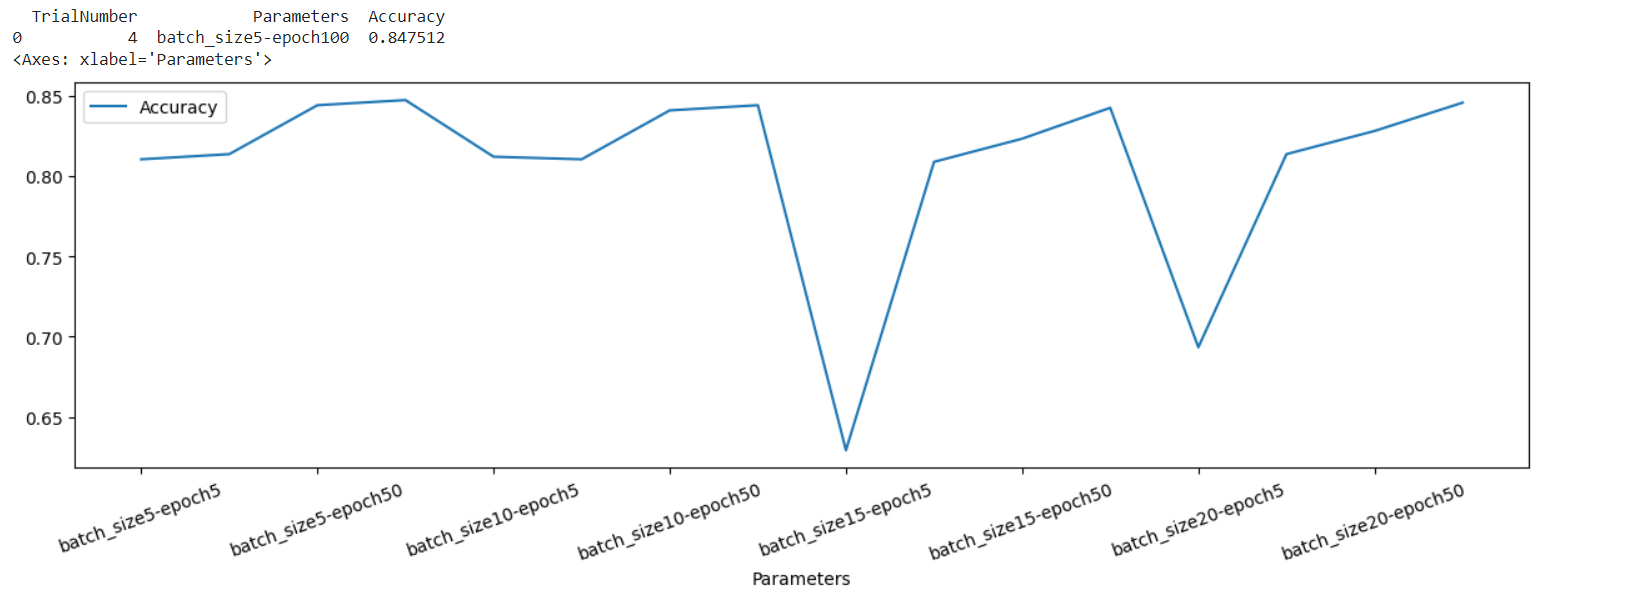 TrialNumber Parameters Accuracy
0 4 batch_size5-epoch100 0.847512
<Axes: xlabel='Parameters'>
0.85
Accuracy
0.80
0.75
0.70
0.65
batch_size5-epoch5
batch_size5-epoch50
batch_size10-epoch5
batch_size10-epoch50
batch_size15-epoch5
batch_size15-epoch50
batch_size20-epoch5
batch_size20-epoch50
Parameters